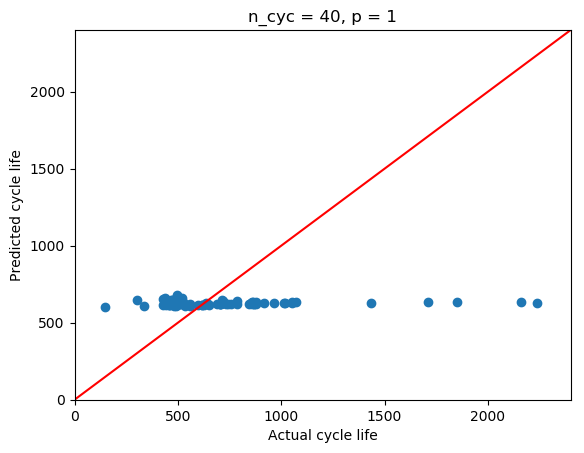 n_cyc = 40, p = 1
Predicted cycle life
2000
1500
1000
500
0
0 500 1000 1500 2000
Actual cycle life